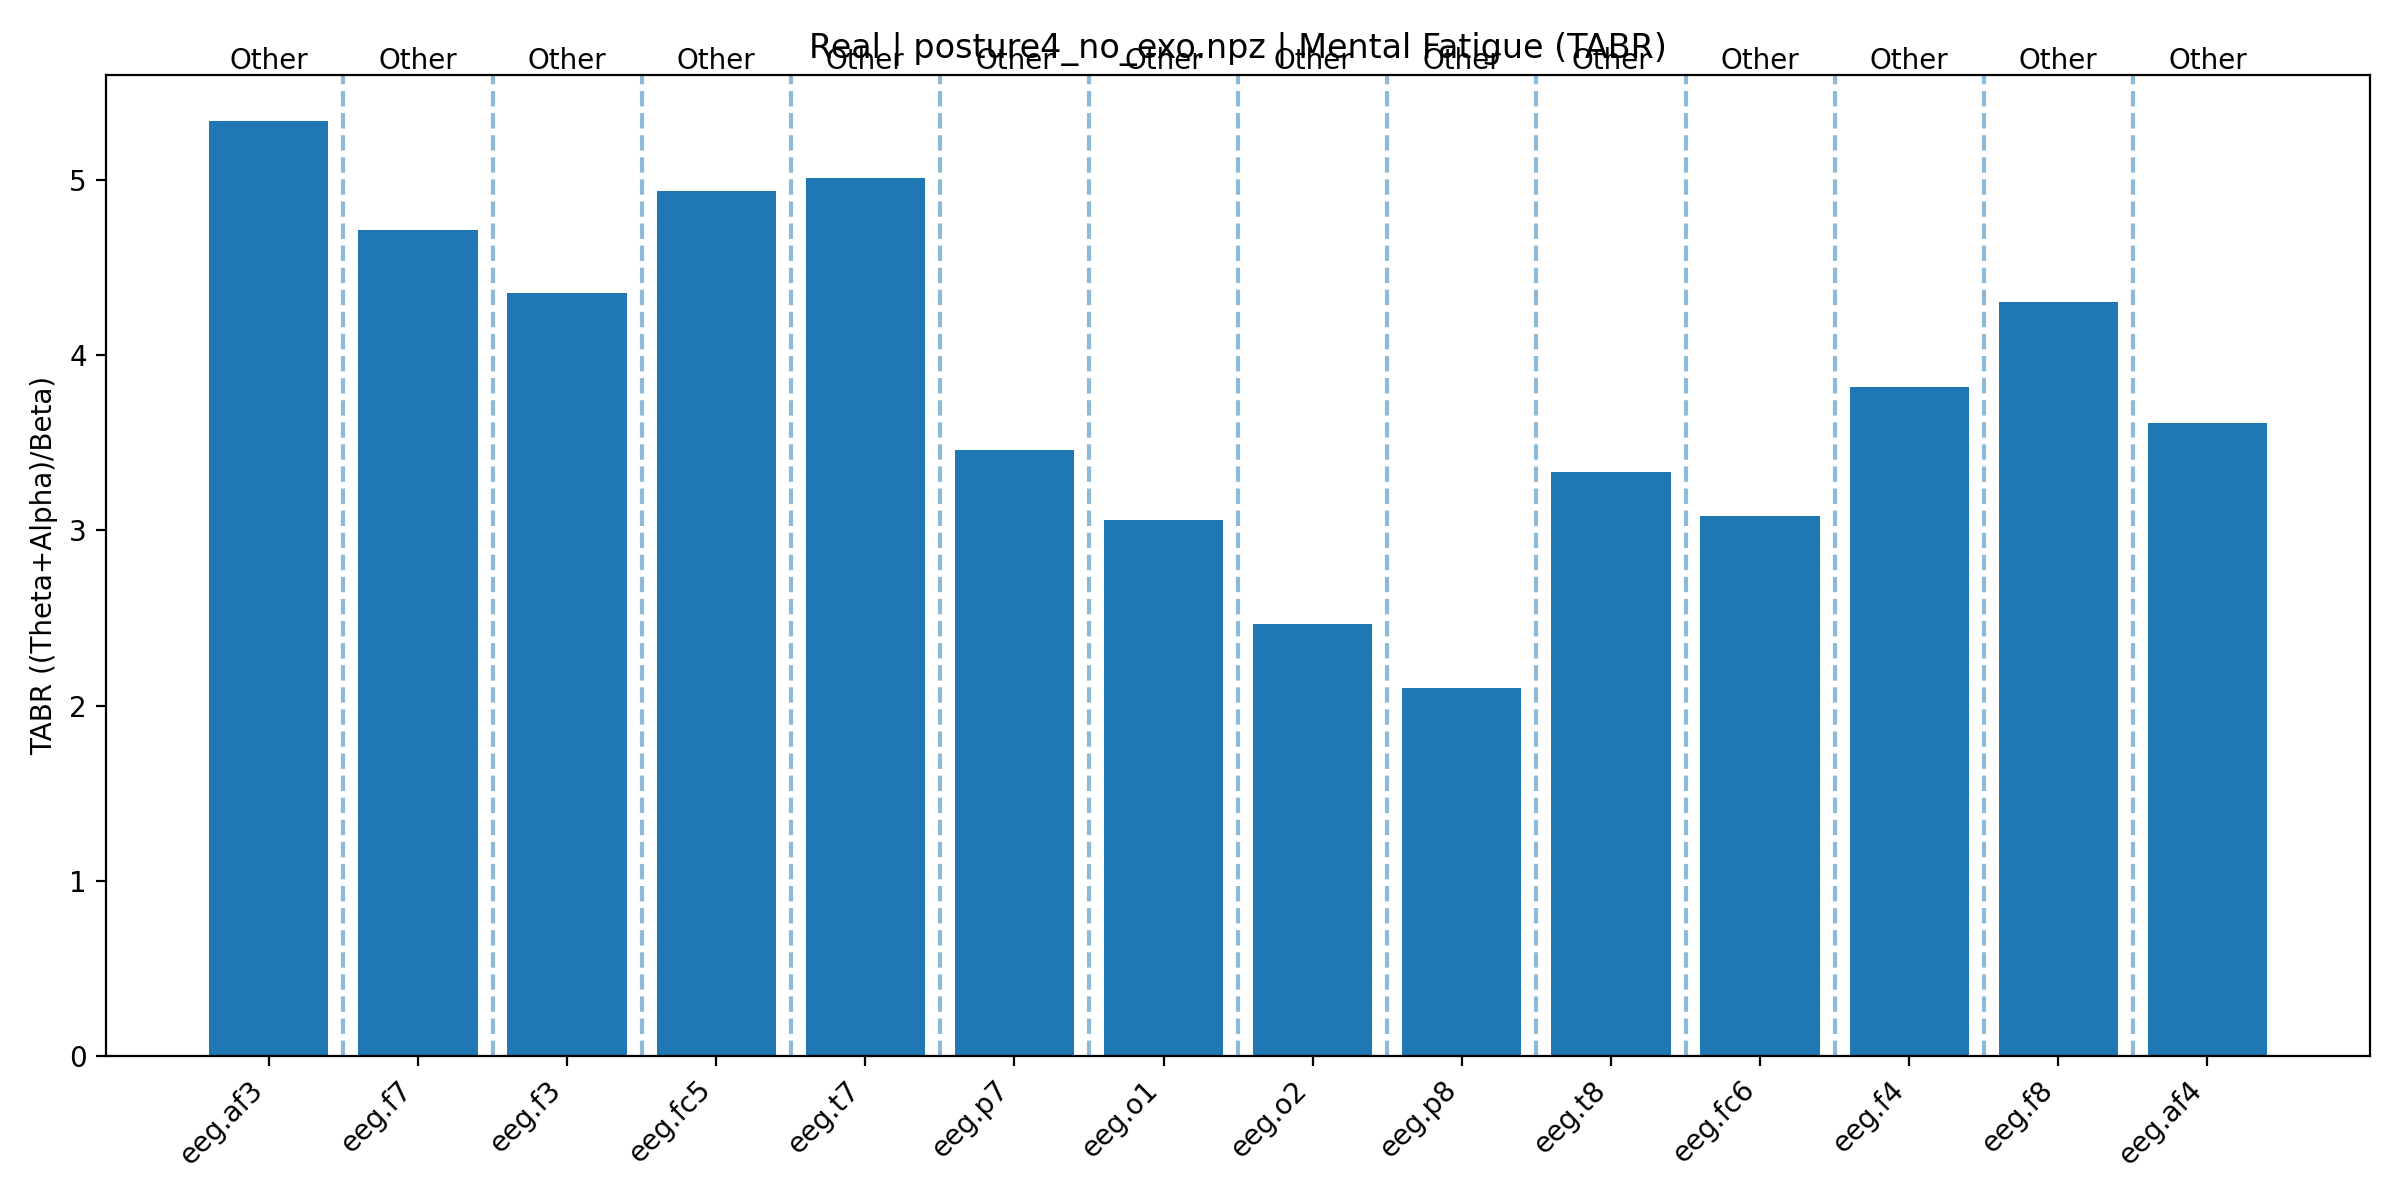 Real | posture4_no_exo.npz | Mental Fatigue (TABR)
Other Other Other Other Other Other Other Other Other Other Other Other Other Other
TABR ((Theta+Alpha)/Beta)
5
4
3
2
1
0
eeg.af3 eeg.f7 eeg.f3 eeg.fc5 eeg.t7 eeg.p7 eeg.o1 eeg.o2 eeg.p8 eeg.t8 eeg.fc6 eeg.f4 eeg.f8 eeg.af4